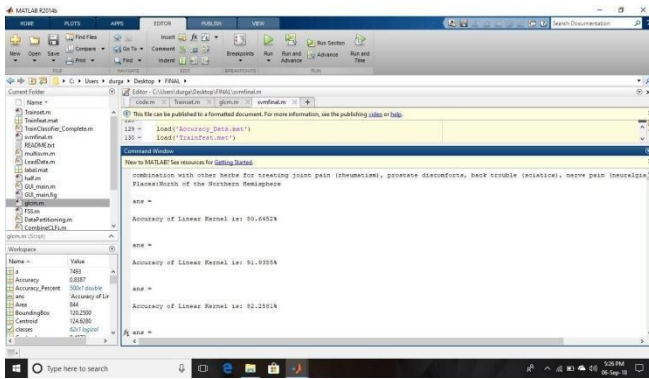 MATLAB R2014b
HOME PLOTS APPS EDITOR PUBLISH VIEW
Search Documentation
New Open Save
Find Files
Compare
Print
Go To
Find
Insert
Comment
Indent
Breakpoints
Run
Run and Advance
Run Section
Advance
Run and Time
FILE NAVIGATE EDIT BREAKPOINTS RUN
C: Users durga Desktop FINAL
Current Folder
Name
Trainset.m
Trainfeat.mat
TrainClassifier_Complete.m
svmfinal.m
README.txt
multisvm.m
LoadData.m
label.mat
half.m
GUI_main.m
GUI_main.fig
glcm.m
FSS.m
DataPartitioning.m
CombineCLFs.m
glcm.m (Script)
Workspace
Name Value
a 7493
Accuracy 0.8387
Accuracy_Percent 500x1 double
ans 'Accuracy of Lir
Area 844
BoundingBox 120.2500
Centroid 124.6280
classes 62x1 logical
Editor - C:\Users\durga\Desktop\FINAL\svmfinal.m
code.m Trainset.m glcm.m svmfinal.m
This file can be published to a formatted document. For more information, see the publishing video or help.
129 - load('Accuracy_Data.mat')
130 - load('Trainfeat.mat')
Command Window
New to MATLAB? See resources for Getting Started.
combination with other herbs for treating joint pain (rheumatism), prostate discomforts, back trouble (sciatica), nerve pain (neuralgia
Places:North of the Northern Hemisphere
ans =
Accuracy of Linear Kernel is: 80.6452%
ans =
Accuracy of Linear Kernel is: 91.9355%
ans =
Accuracy of Linear Kernel is: 82.2581%
fx ans =
Type here to search
5:26 PM
06-Sep-18